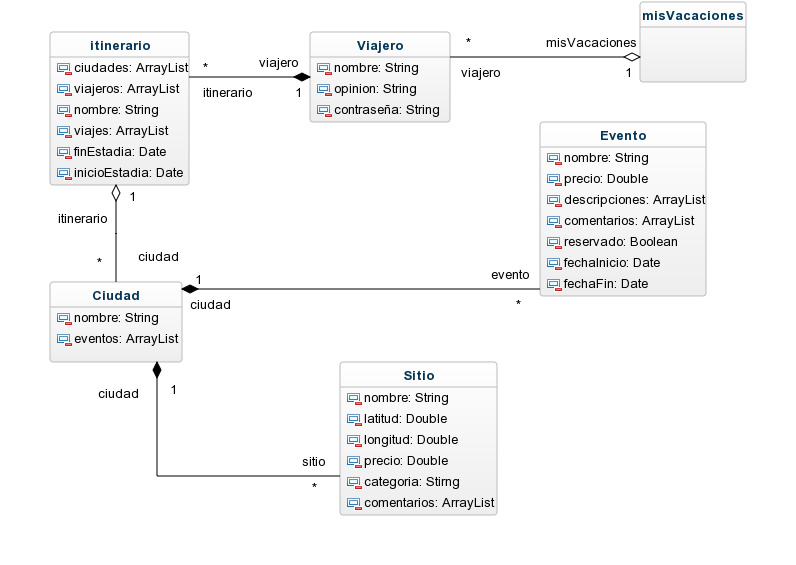 misVacaciones
itinerario
ciudades: ArrayList
viajeros: ArrayList
nombre: String
viajes: ArrayList
finEstadia: Date
inicioEstadia: Date
*
viajero
itinerario
1
Viajero
nombre: String
opinion: String
contraseña: String
*
misVacaciones
viajero
1
Evento
nombre: String
precio: Double
descripciones: ArrayList
comentarios: ArrayList
reservado: Boolean
fechaInicio: Date
fechaFin: Date
1
itinerario
ciudad
*
Ciudad
nombre: String
eventos: ArrayList
1
ciudad
evento
*
ciudad
1
sitio
*
Sitio
nombre: String
latitud: Double
longitud: Double
precio: Double
categoria: Stirng
comentarios: ArrayList